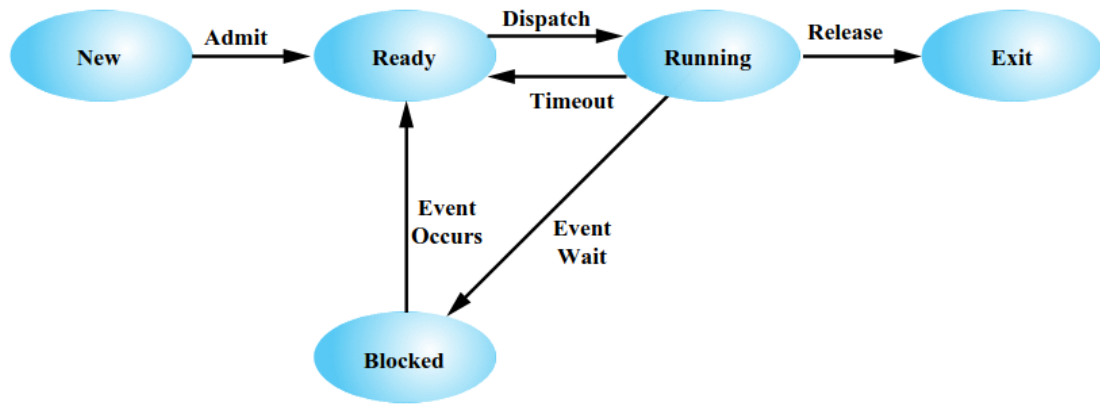 New
Admit
Ready
Dispatch
Running
Release
Exit
Timeout
Event
Occurs
Event
Wait
Blocked